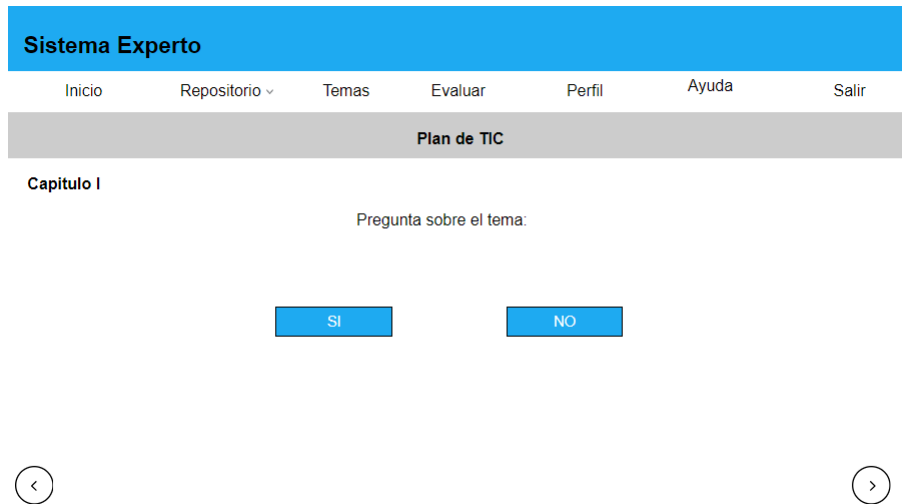 Sistema Experto
Inicio Repositorio Temas Evaluar Perfil Ayuda Salir
Plan de TIC
Capitulo I
Pregunta sobre el tema:
SI NO